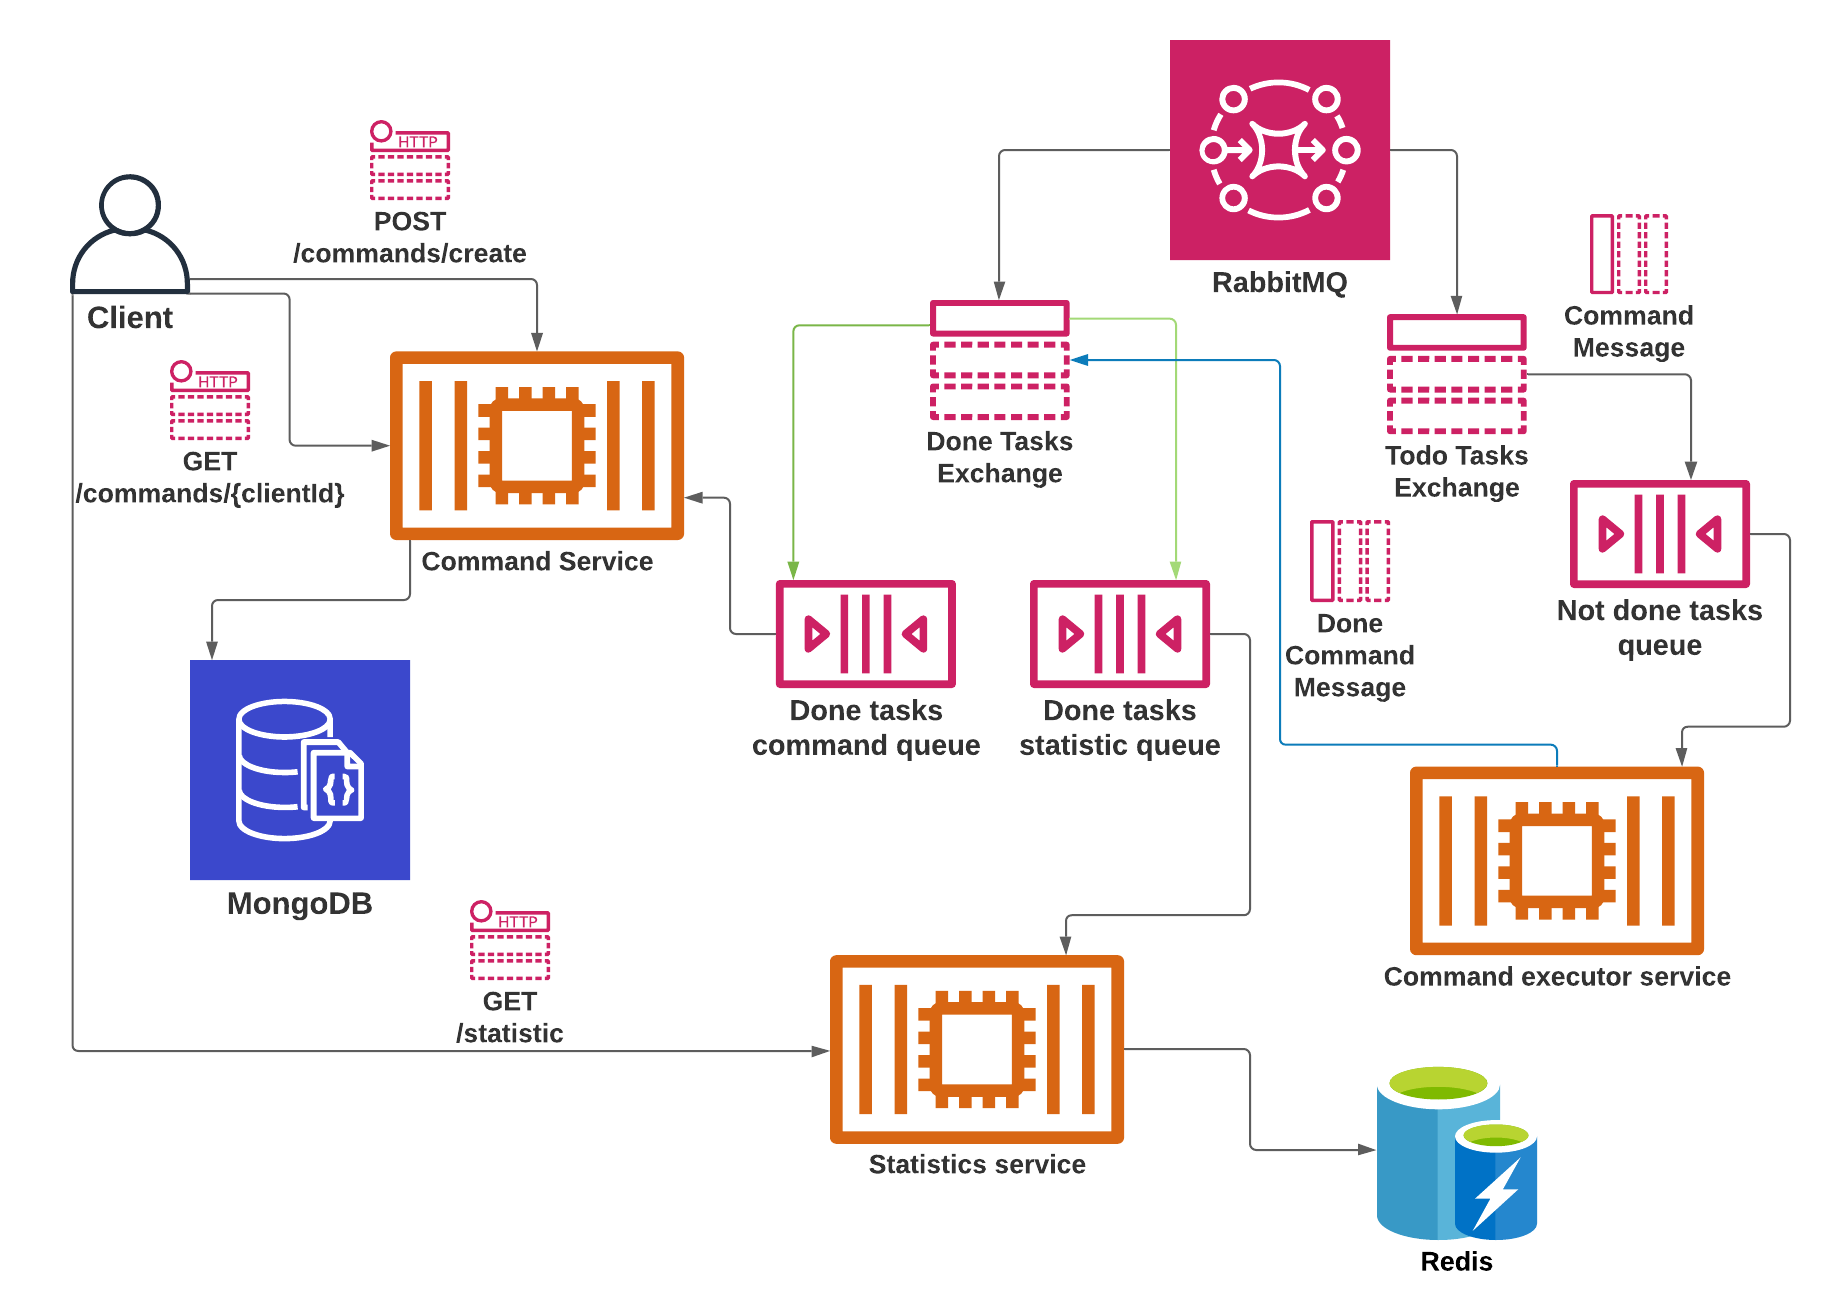 HTTP
POST
/commands/create
Client
HTTP
GET
/commands/{clientId}
Command Service
MongoDB
RabbitMQ
Command
Message
Done Tasks
Exchange
Todo Tasks
Exchange
Done
Command
Message
Not done tasks
queue
Done tasks
command queue
Done tasks
statistic queue
Command executor service
HTTP
GET
/statistic
Statistics service
Redis